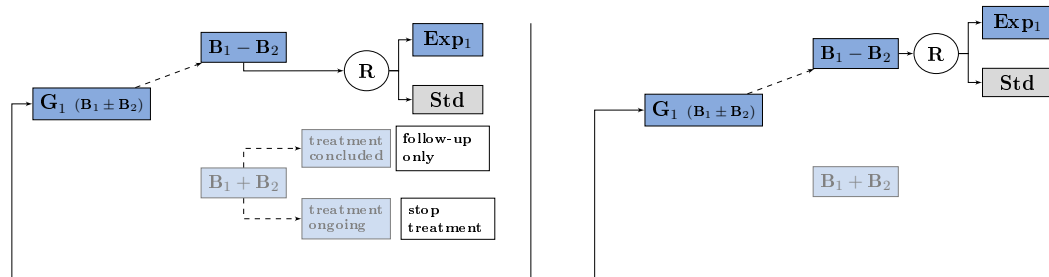 B₁ − B₂
R
Exp₁
Std
G₁ (B₁ ± B₂)
B₁ + B₂
treatment
concluded
follow-up
only
treatment
ongoing
stop
treatment
B₁ − B₂
R
Exp₁
Std
G₁ (B₁ ± B₂)
B₁ + B₂